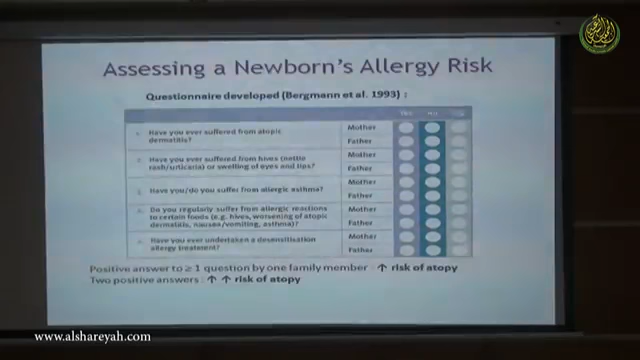 Assessing a Newborn's Allergy Risk
Questionnaire developed (Bergmann et al. 1993) :
Yes No
Have you ever suffered from atopic
dermatitis?
Mother
Father
Have you ever suffered from hives (nettle
rash/urticaria) or swelling of eyes and lips?
Mother
Father
Have you/do you suffer from allergic asthma?
Mother
Father
Do you regularly suffer from allergic reactions
to certain foods (e.g. hives, worsening of atopic
dermatitis, nausea/vomiting, asthma)?
Mother
Father
Have you ever undertaken a desensitisation
allergy treatment?
Mother
Father
Positive answer to ≥ 1 question by one family member : ↑ risk of atopy
Two positive answers : ↑ ↑ risk of atopy
www.alshareyah.com